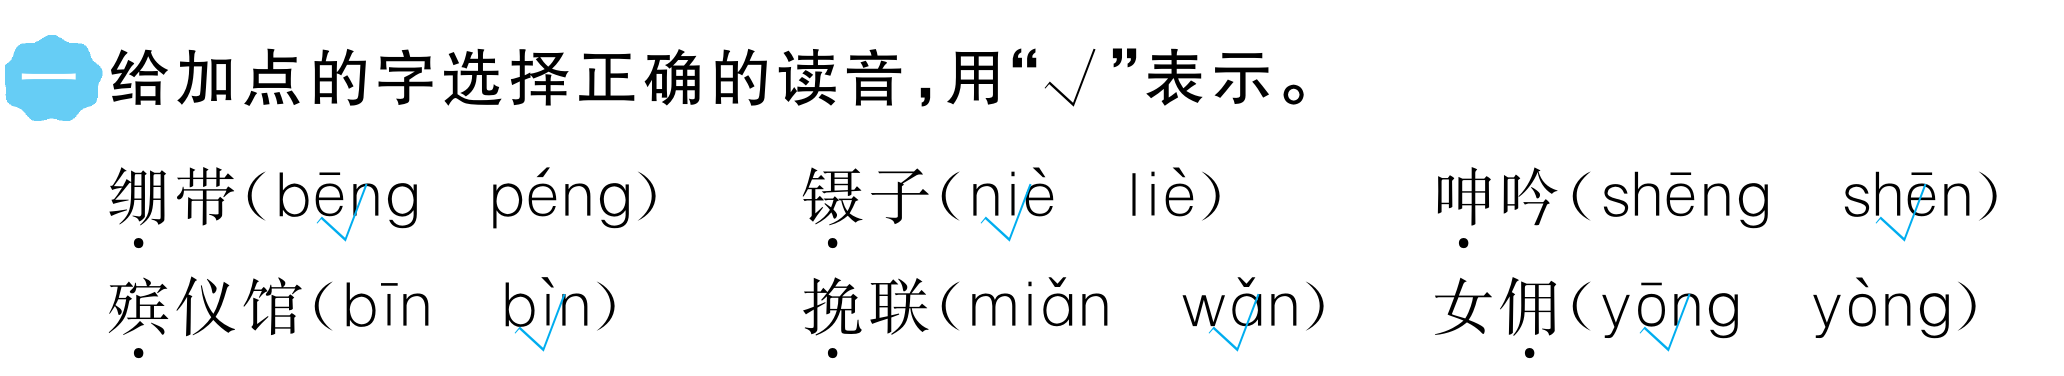 一 给加点的字选择正确的读音,用“√”表示。
绷带(bēng√ péng) 镊子(niè√ liè) 呻吟(shēng shēn√)
殡仪馆(bīn bìn√) 挽联(miǎn wǎn√) 女佣(yōng√ yòng)